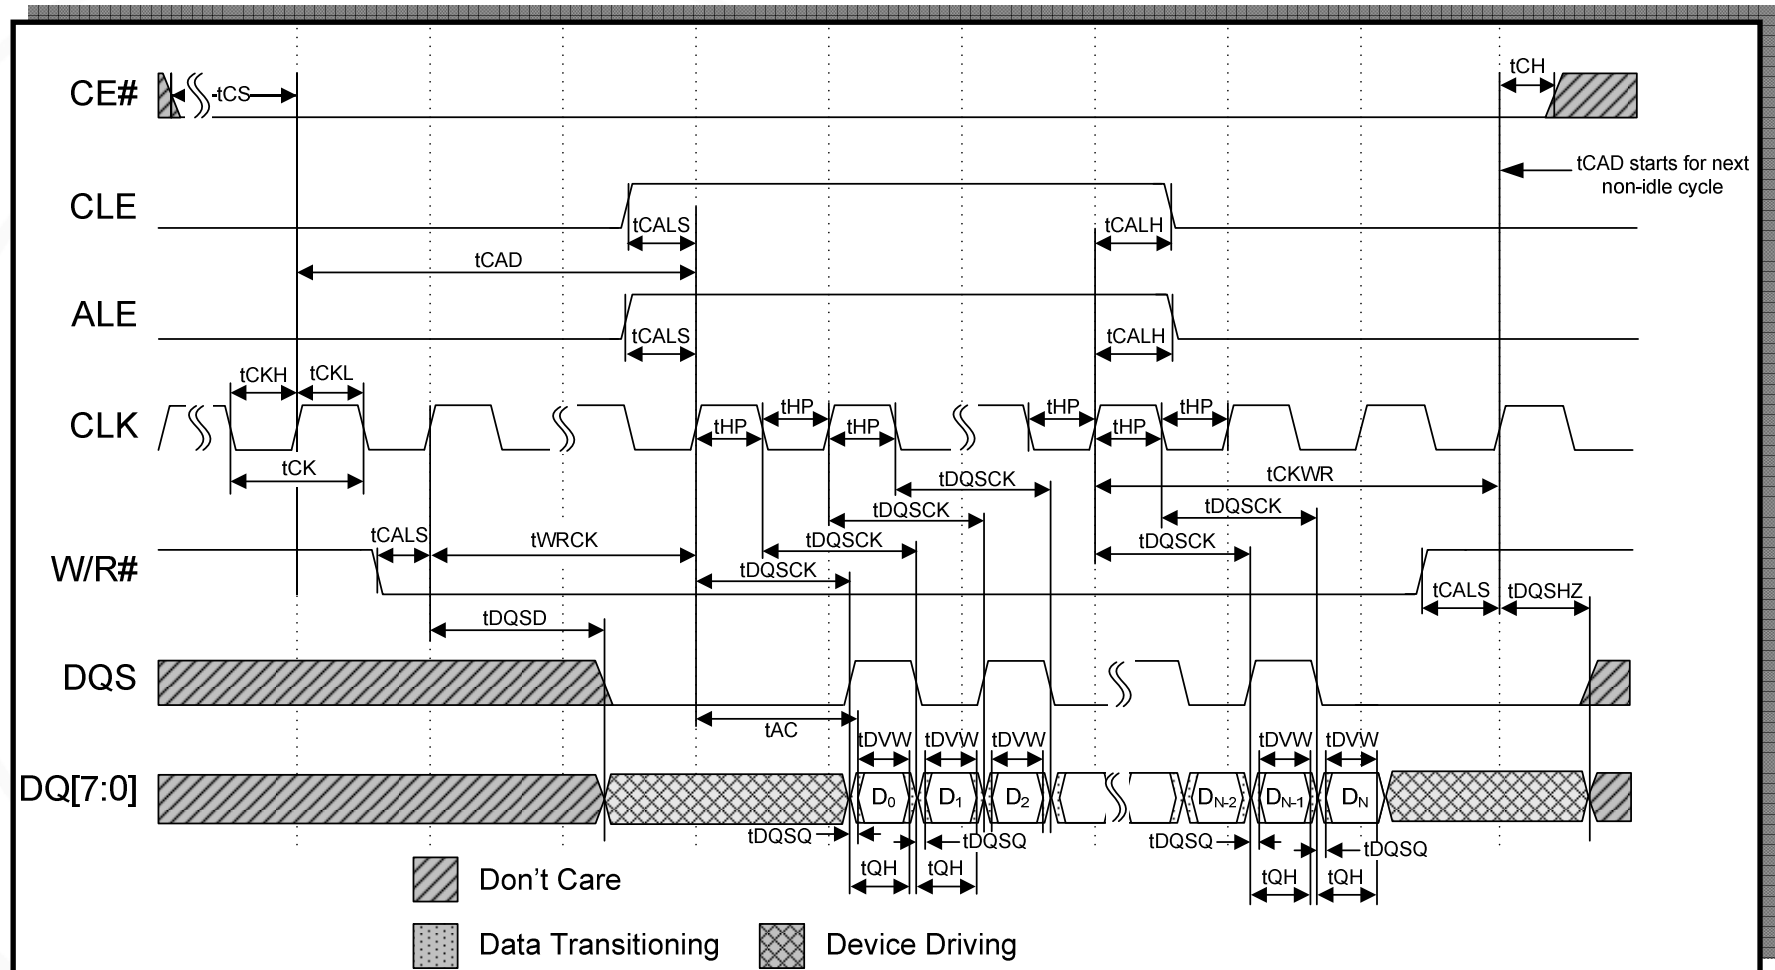 tCH
CE#
tCS
tCAD starts for next
non-idle cycle
CLE
tCALS
tCALH
tCAD
ALE
tCALS
tCALH
tCKH
tCKL
CLK
tHP
tHP
tHP
tHP
tHP
tHP
tCK
tDQSCK
tCKWR
tDQSCK
tDQSCK
tCALS
tWRCK
tDQSCK
tDQSCK
W/R#
tDQSCK
tCALS
tDQSHZ
tDQSD
DQS
tAC
tDVW
tDVW
tDVW
tDVW
tDVW
DQ[7:0]
D0
D1
D2
DN-2
DN-1
DN
tDQSQ
tDQSQ
tDQSQ
tDQSQ
tQH
tQH
tQH
tQH
Don't Care
Data Transitioning
Device Driving